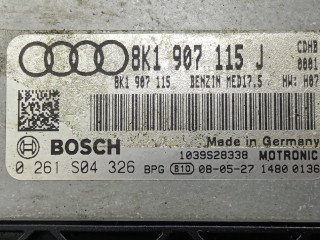 8K1 907 115 J
CDHB
0001
8K1 907 115 BENZIN MED17.5 HW: H07
BOSCH
Made in Germany
1039S28338 MOTRONIC
0 261 S04 326 BPG 810 08-05-27 1480 0136